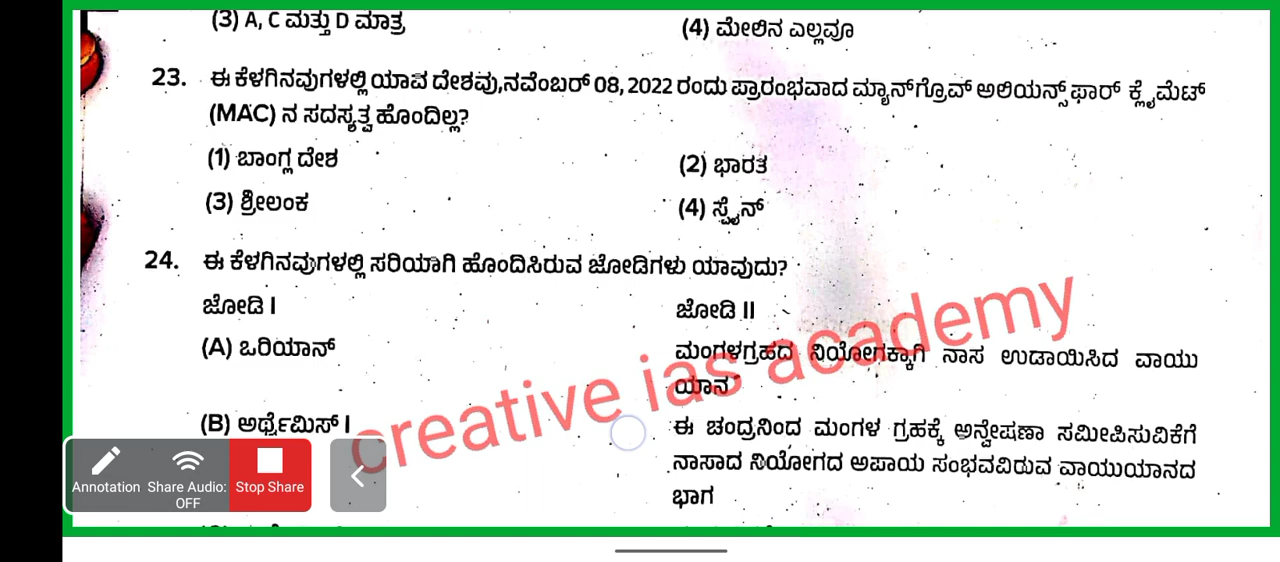 (3) A, C ಮತ್ತು D ಮಾತ್ರ
(4) ಮೇಲಿನ ಎಲ್ಲವೂ
23. ಈ ಕೆಳಗಿನವುಗಳಲ್ಲಿ ಯಾವ ದೇಶವು,ನವೆಂಬರ್ 08, 2022 ರಂದು ಪ್ರಾರಂಭವಾದ ಮ್ಯಾನ್‌ಗ್ರೊವ್ ಅಲಿಯನ್ಸ್ ಫಾರ್ ಕ್ಲೈಮೆಟ್
(MAC) ನ ಸದಸ್ಯತ್ವ ಹೊಂದಿಲ್ಲ?
(1) ಬಾಂಗ್ಲ ದೇಶ
(2) ಭಾರತ
(3) ಶ್ರೀಲಂಕ
(4) ಸ್ಪೈನ್
24. ಈ ಕೆಳಗಿನವುಗಳಲ್ಲಿ ಸರಿಯಾಗಿ ಹೊಂದಿಸಿರುವ ಜೋಡಿಗಳು ಯಾವುದು?
ಜೋಡಿ I
ಜೋಡಿ II
(A) ಒರಿಯಾನ್
ಮಂಗಳಗ್ರಹದ ನಿಯೋಗಕ್ಕಾಗಿ ನಾಸ ಉಡಾಯಿಸಿದ ವಾಯು
ಯಾನ
(B) ಅರ್ಥೆಮಿಸ್ I
ಈ ಚಂದ್ರನಿಂದ ಮಂಗಳ ಗ್ರಹಕ್ಕೆ ಅನ್ವೇಷಣಾ ಸಮೀಪಿಸುವಿಕೆಗೆ
ನಾಸಾದ ನಿಯೋಗದ ಅಪಾಯ ಸಂಭವವಿರುವ ವಾಯುಯಾನದ
ಭಾಗ
creative ias academy
Annotation
Share Audio:
OFF
Stop Share